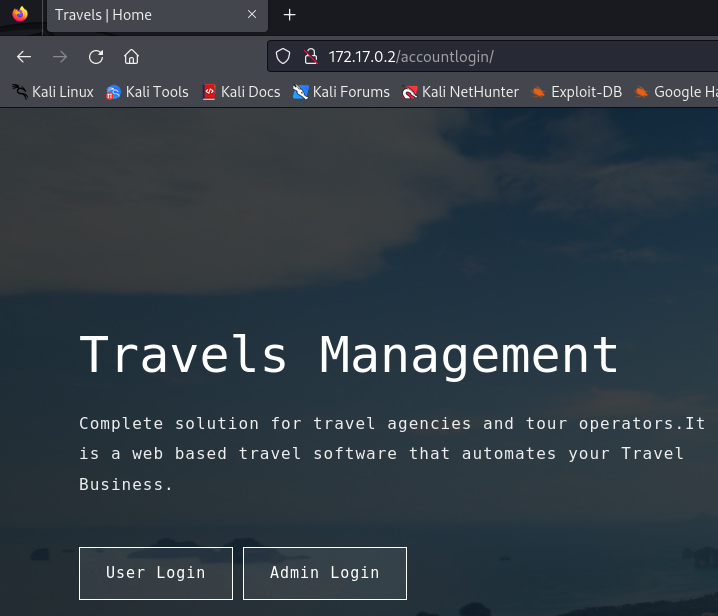 Travels | Home
172.17.0.2/accountlogin/
Kali Linux Kali Tools Kali Docs Kali Forums Kali NetHunter Exploit-DB Google Ha
Travels Management
Complete solution for travel agencies and tour operators.It
is a web based travel software that automates your Travel
Business.
User Login Admin Login